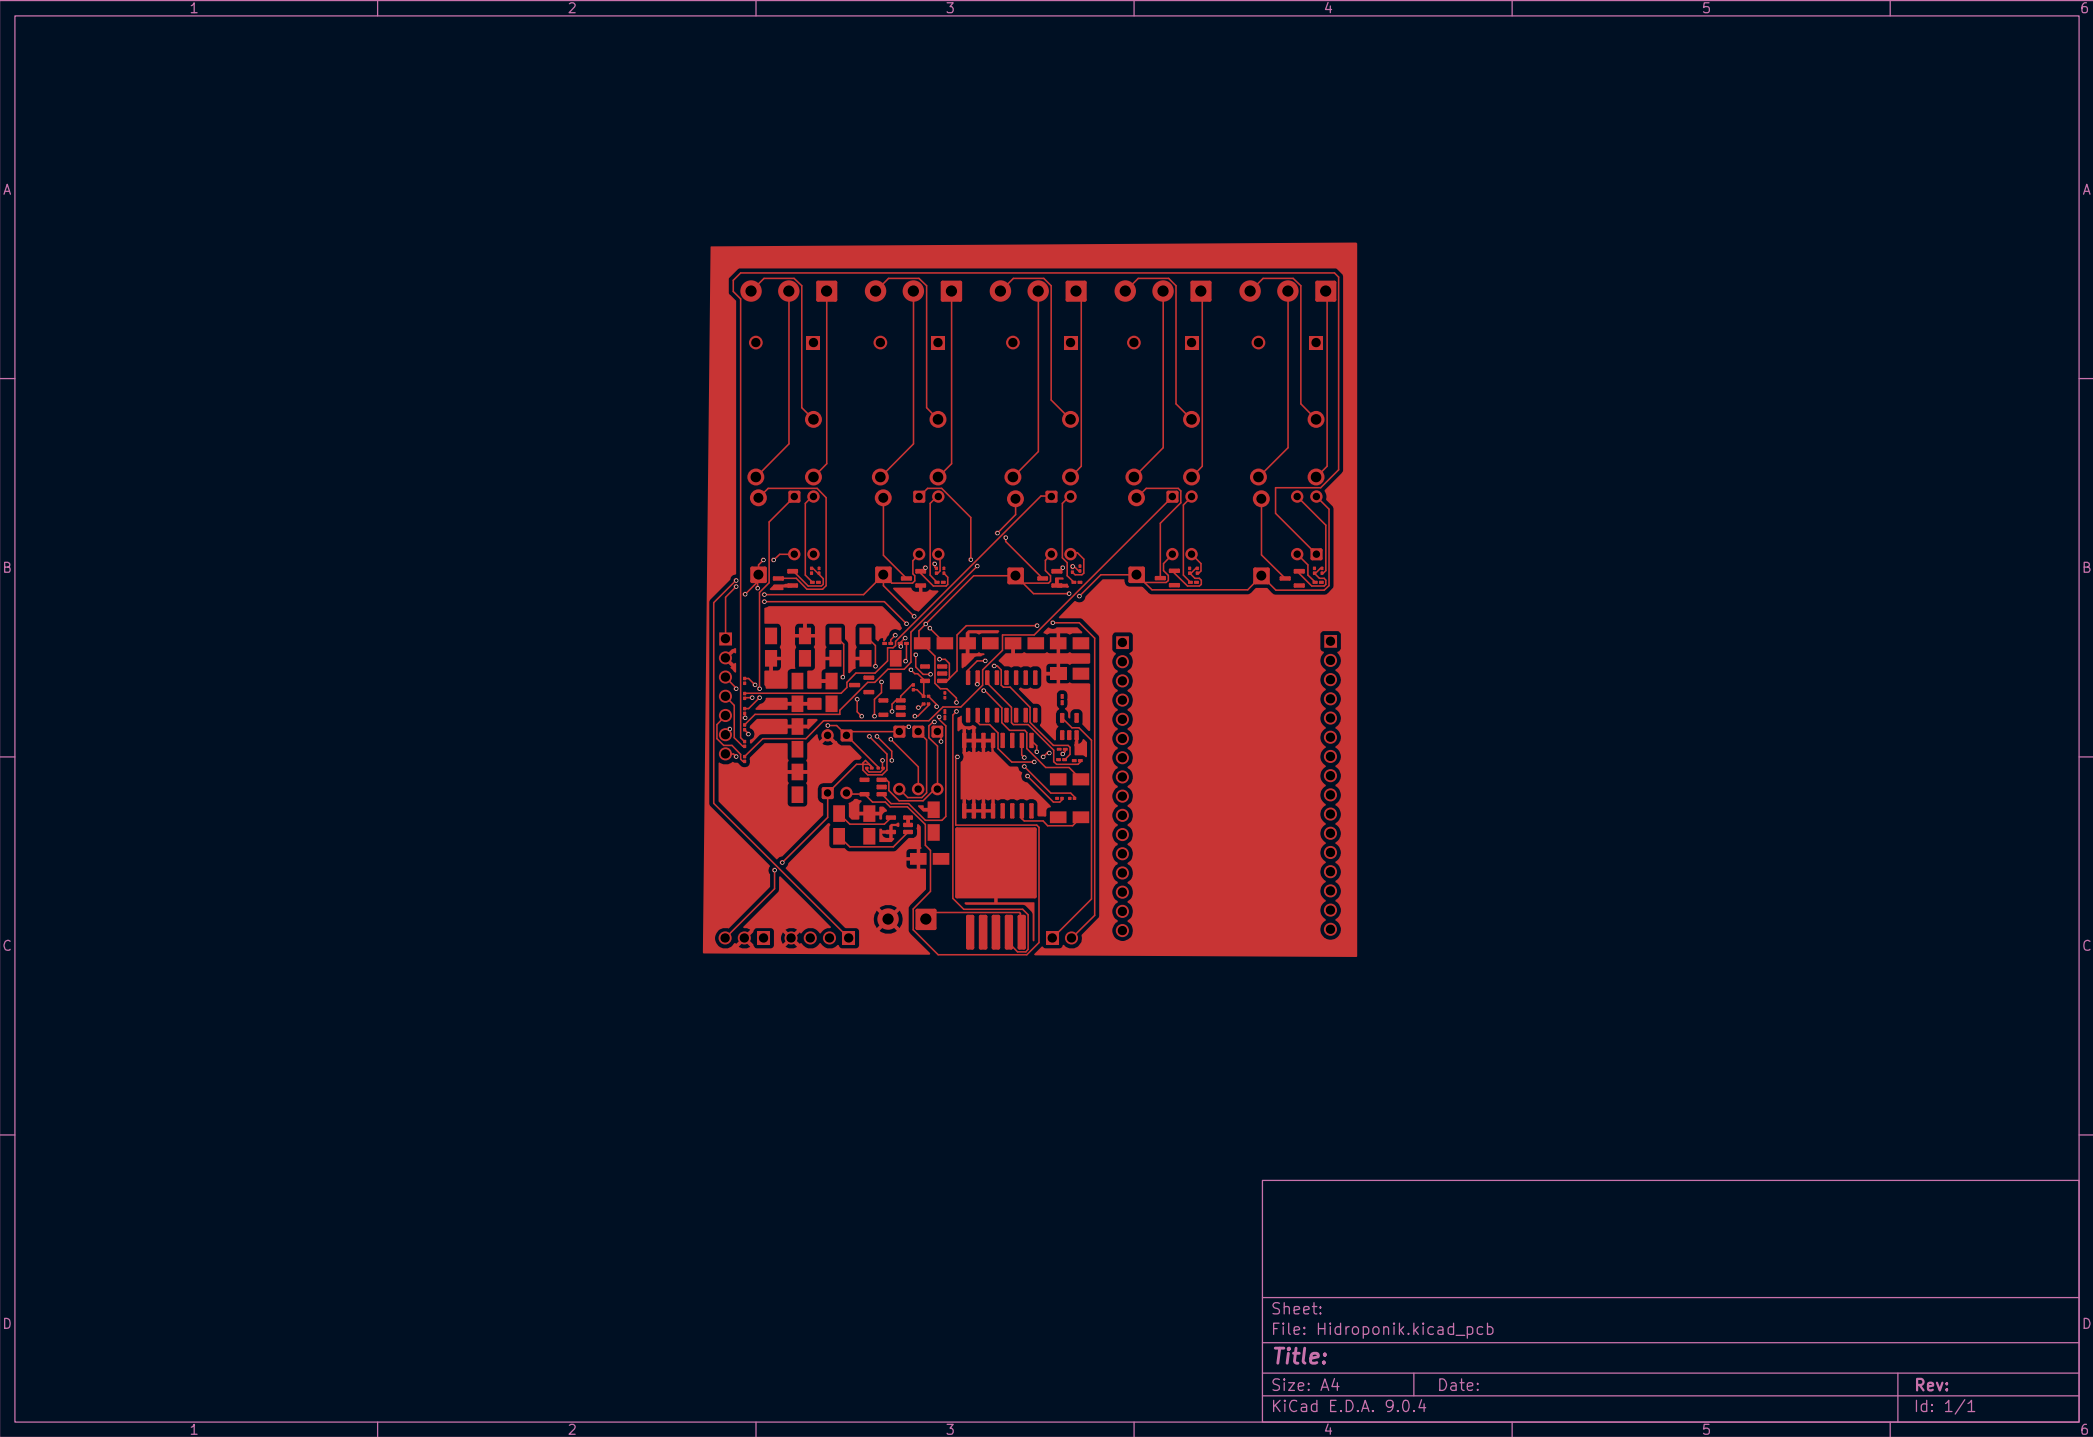 1 2 3 4 5 6
A A
B B
C C
D D
Sheet:
File: Hidroponik.kicad_pcb
Title:
Size: A4 Date: Rev:
KiCad E.D.A. 9.0.4 Id: 1/1
1 2 3 4 5 6